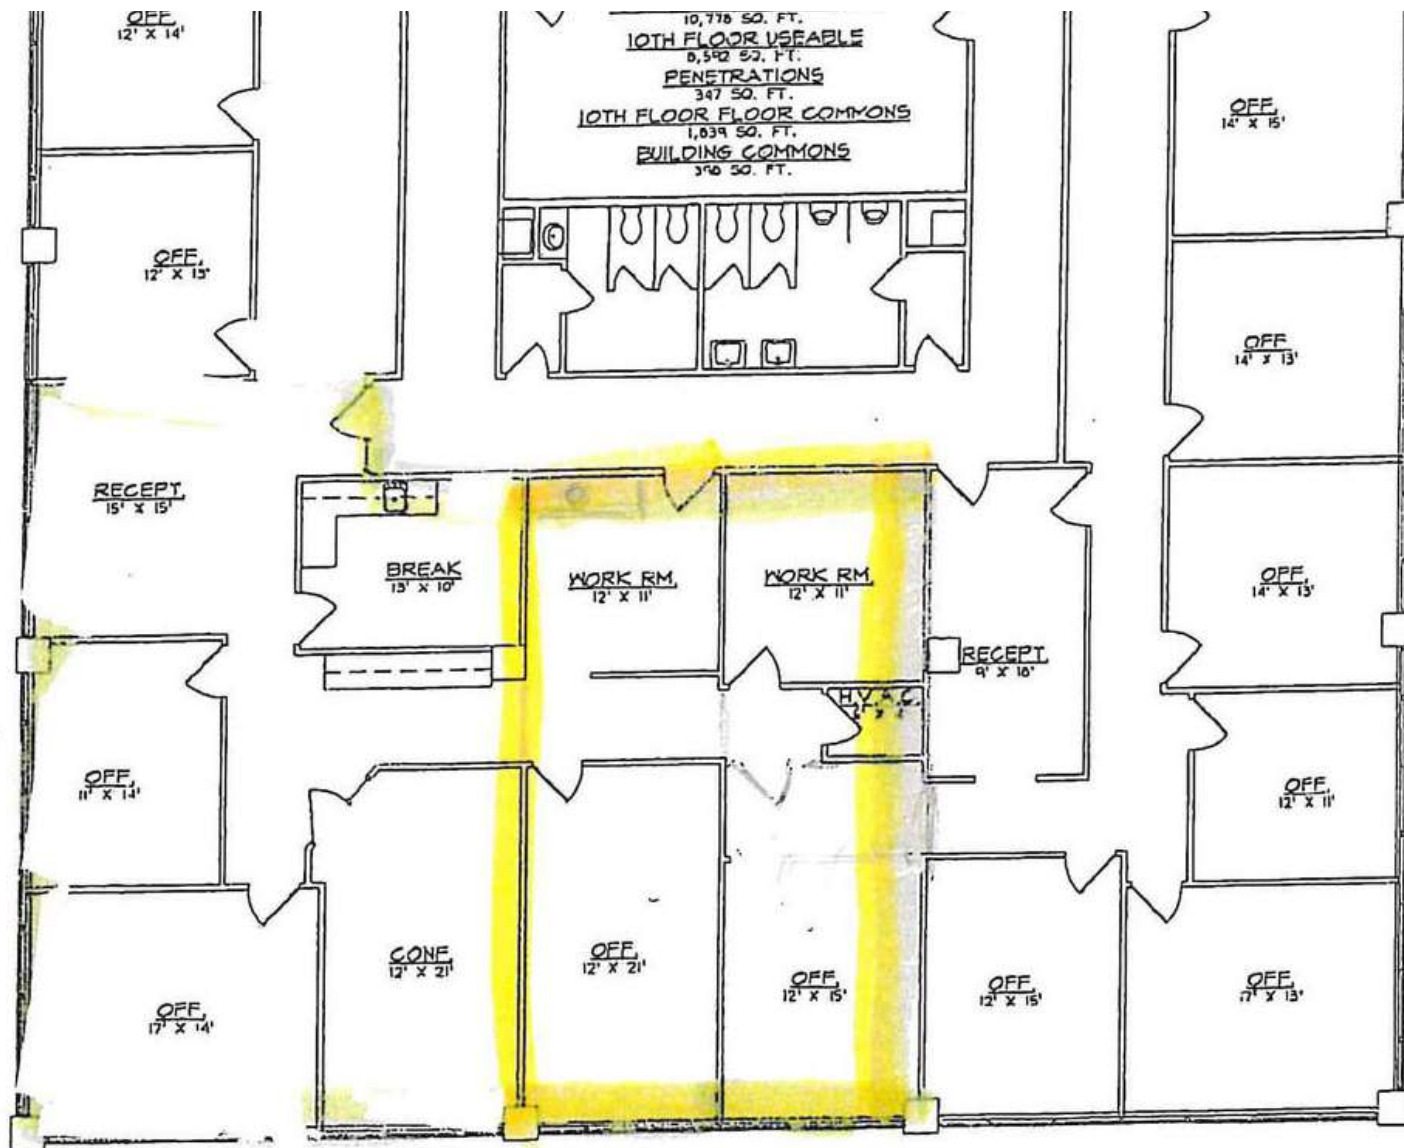 OFF.
12' X 14'
10,778 SQ. FT.
10TH FLOOR USEABLE
8,592 SQ. FT.
PENETRATIONS
347 SQ. FT.
10TH FLOOR FLOOR COMMONS
1,839 SQ. FT.
BUILDING COMMONS
SQ. FT.
OFF.
14' X 15'
OFF.
12' X 13'
OFF.
14' X 13'
RECEPT.
15' X 15'
BREAK
13' X 10'
WORK RM.
12' X 11'
WORK RM.
12' X 11'
OFF.
14' X 13'
RECEPT.
9' X 18'
H.V.A.C.
OFF.
11' X 14'
OFF.
12' X 11'
CONF.
12' X 21'
OFF.
12' X 21'
OFF.
12' X 15'
OFF.
12' X 15'
OFF.
17' X 13'
OFF.
17' X 14'